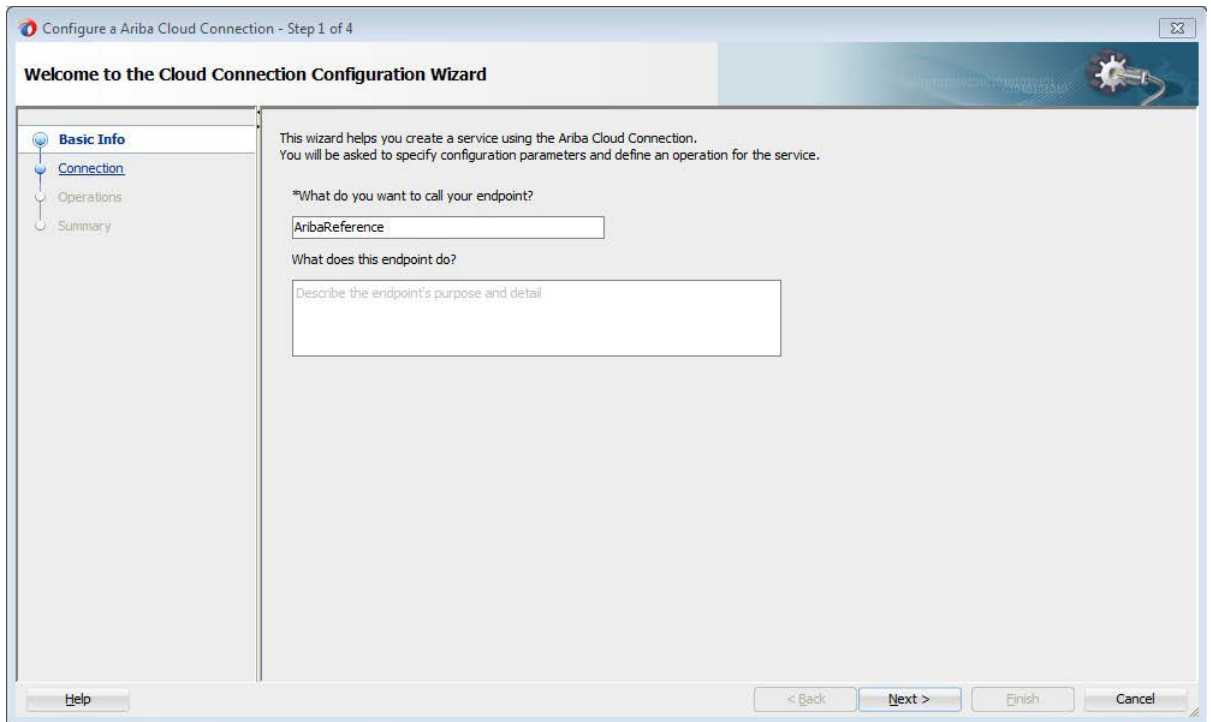 Configure a Ariba Cloud Connection - Step 1 of 4
Welcome to the Cloud Connection Configuration Wizard
Basic Info
Connection
Operations
Summary
This wizard helps you create a service using the Ariba Cloud Connection.
You will be asked to specify configuration parameters and define an operation for the service.
*What do you want to call your endpoint?
AribaReference
What does this endpoint do?
Describe the endpoint's purpose and detail
Help
< Back
Next >
Finish
Cancel